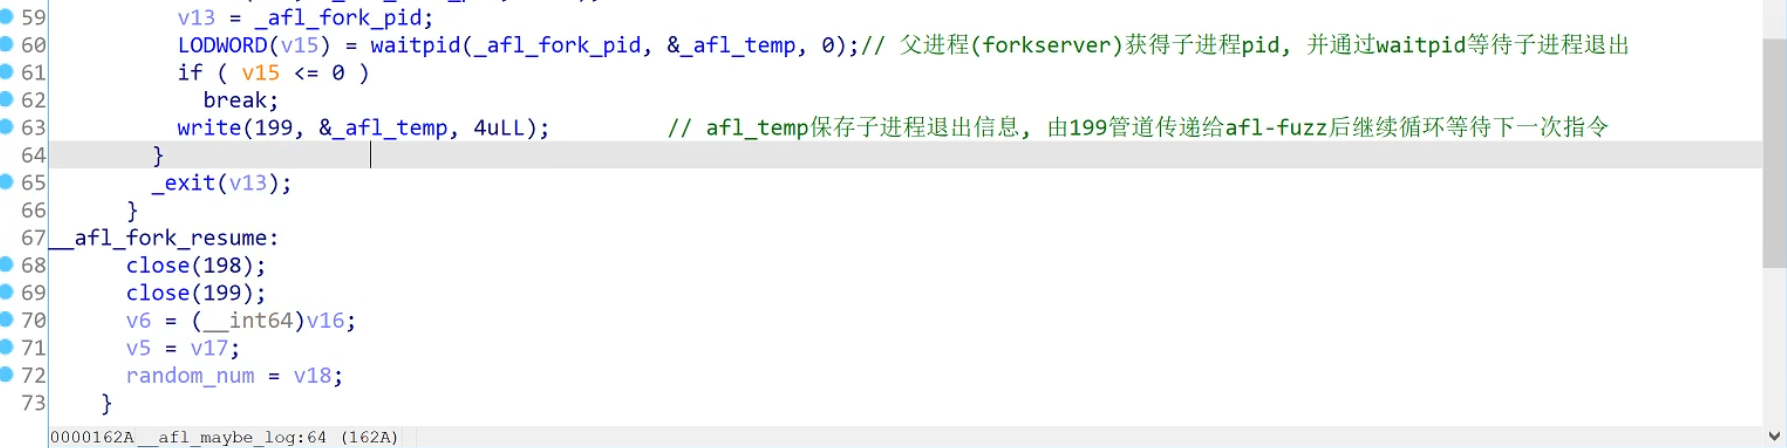 59 v13 = _afl_fork_pid;
60 LODWORD(v15) = waitpid(_afl_fork_pid, &_afl_temp, 0);// 父进程(forkserver)获得子进程pid, 并通过waitpid等待子进程退出
61 if ( v15 <= 0 )
62 break;
63 write(199, &_afl_temp, 4uLL); // afl_temp保存子进程退出信息, 由199管道传递给afl-fuzz后继续循环等待下一次指令
64 }
65 _exit(v13);
66 }
67 __afl_fork_resume:
68 close(198);
69 close(199);
70 v6 = (__int64)v16;
71 v5 = v17;
72 random_num = v18;
73 }
0000162A __afl_maybe_log:64 (162A)